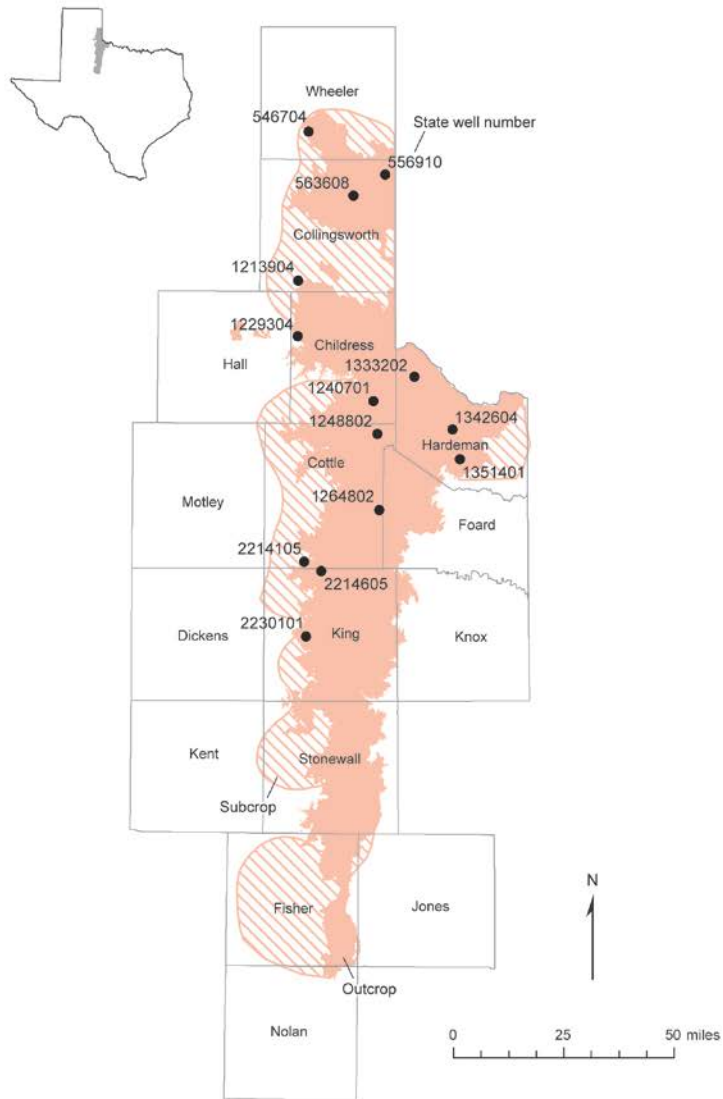 Wheeler
546704
State well number
556910
563608
Collingsworth
1213904
1229304
Childress
Hall
1333202
1240701
1342604
1248802
Hardeman
Cottle
1351401
1264802
Motley
Foard
2214105
2214605
Dickens
King
Knox
2230101
Kent
Stonewall
Subcrop
Fisher
Jones
N
Outcrop
Nolan
0 25 50 miles